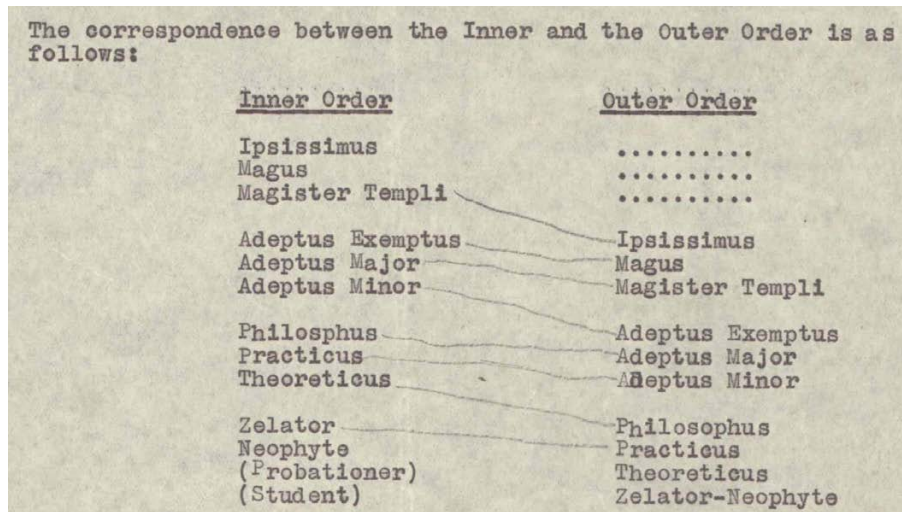 The correspondence between the Inner and the Outer Order is as
follows:
Inner Order Outer Order
Ipsissimus ..........
Magus ..........
Magister Templi ..........
Adeptus Exemptus Ipsissimus
Adeptus Major Magus
Adeptus Minor Magister Templi
Philosphus Adeptus Exemptus
Practicus Adeptus Major
Theoreticus Adeptus Minor
Zelator Philosophus
Neophyte Practicus
(Probationer) Theoreticus
(Student) Zelator-Neophyte